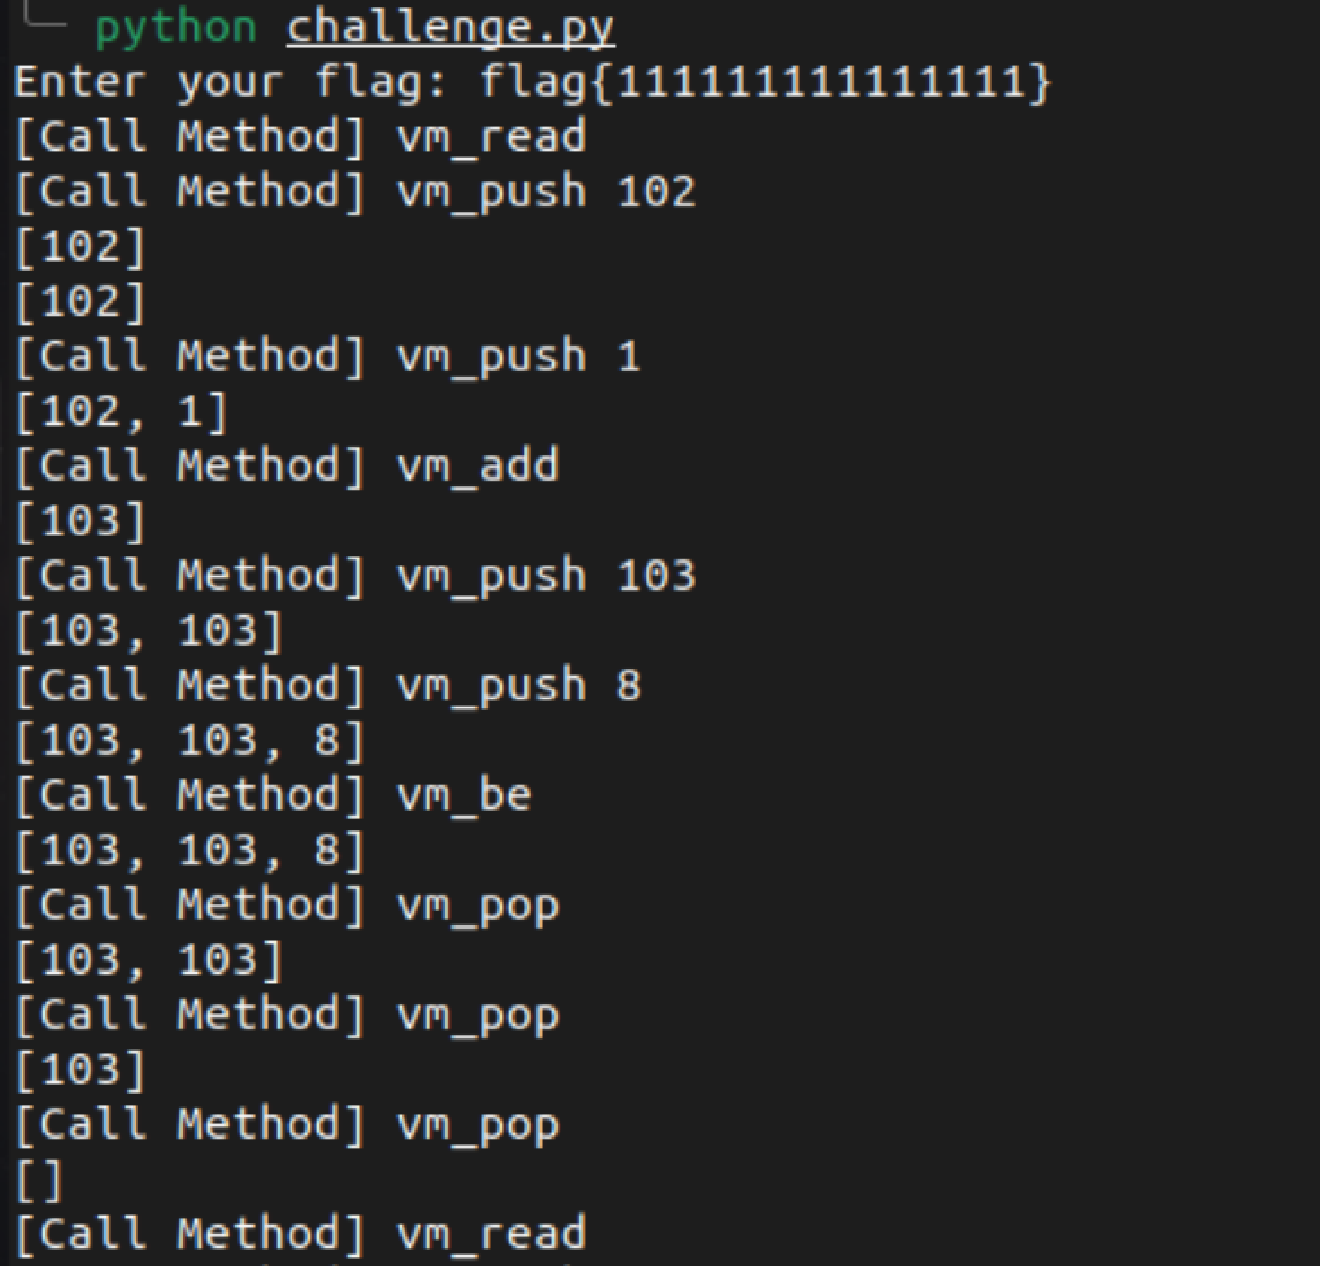 python challenge.py
Enter your flag: flag{111111111111111}
[Call Method] vm_read
[Call Method] vm_push 102
[102]
[102]
[Call Method] vm_push 1
[102, 1]
[Call Method] vm_add
[103]
[Call Method] vm_push 103
[103, 103]
[Call Method] vm_push 8
[103, 103, 8]
[Call Method] vm_be
[103, 103, 8]
[Call Method] vm_pop
[103, 103]
[Call Method] vm_pop
[103]
[Call Method] vm_pop
[]
[Call Method] vm_read